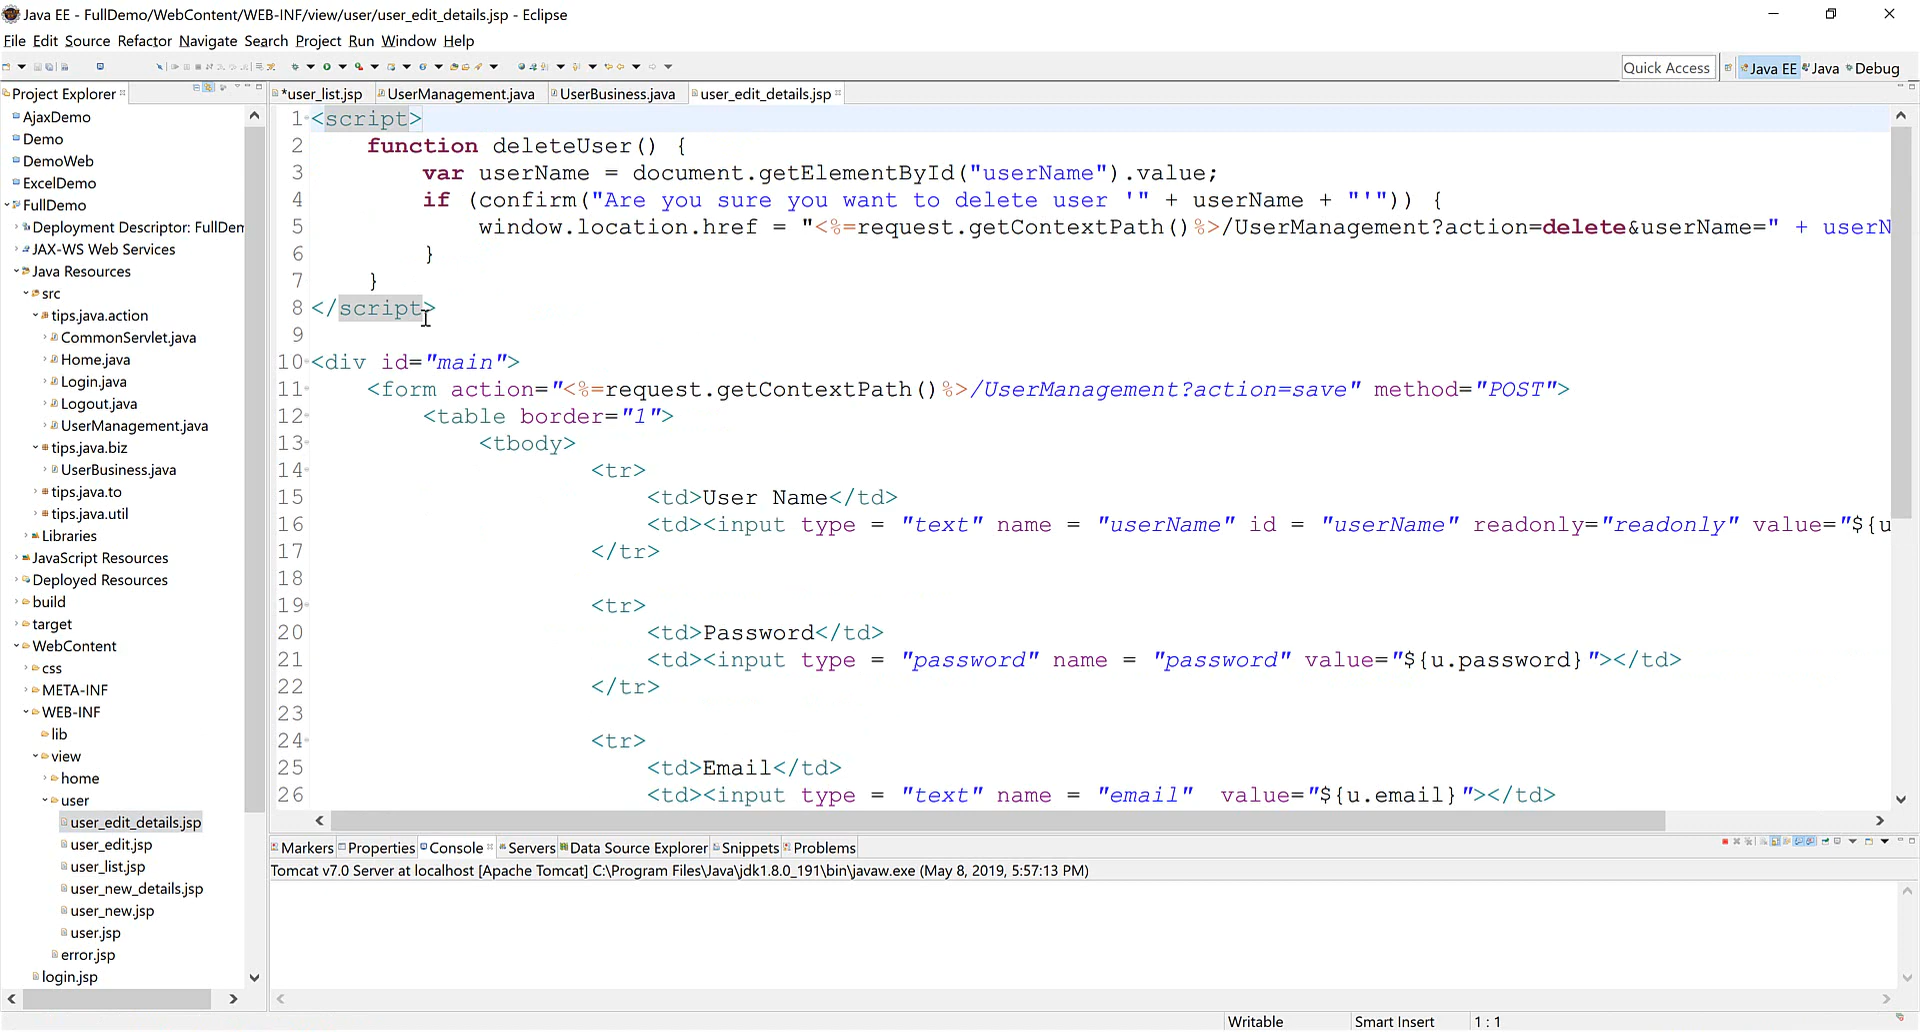 Java EE - FullDemo/WebContent/WEB-INF/view/user/user_edit_details.jsp - Eclipse
File Edit Source Refactor Navigate Search Project Run Window Help
Quick Access
Java EE Java Debug
Project Explorer
AjaxDemo
Demo
DemoWeb
ExcelDemo
FullDemo
Deployment Descriptor: FullDem
JAX-WS Web Services
Java Resources
src
tips.java.action
CommonServlet.java
Home.java
Login.java
Logout.java
UserManagement.java
tips.java.biz
UserBusiness.java
tips.java.to
tips.java.util
Libraries
JavaScript Resources
Deployed Resources
build
target
WebContent
css
META-INF
WEB-INF
lib
view
home
user
user_edit_details.jsp
user_edit.jsp
user_list.jsp
user_new_details.jsp
user_new.jsp
user.jsp
error.jsp
login.jsp
*user_list.jsp UserManagement.java UserBusiness.java user_edit_details.jsp
1 <script>
2 function deleteUser() {
3 var userName = document.getElementById("userName").value;
4 if (confirm("Are you sure you want to delete user '" + userName + "'")) {
5 window.location.href = "<%=request.getContextPath()%>/UserManagement?action=delete&userName=" + userN
6 }
7 }
8 </script>
9
10 <div id="main">
11 <form action="<%=request.getContextPath()%>/UserManagement?action=save" method="POST">
12 <table border="1">
13 <tbody>
14 <tr>
15 <td>User Name</td>
16 <td><input type = "text" name = "userName" id = "userName" readonly="readonly" value="${u
17 </tr>
18
19 <tr>
20 <td>Password</td>
21 <td><input type = "password" name = "password" value="${u.password}"></td>
22 </tr>
23
24 <tr>
25 <td>Email</td>
26 <td><input type = "text" name = "email" value="${u.email}"></td>
Markers Properties Console Servers Data Source Explorer Snippets Problems
Tomcat v7.0 Server at localhost [Apache Tomcat] C:\Program Files\Java\jdk1.8.0_191\bin\javaw.exe (May 8, 2019, 5:57:13 PM)
Writable Smart Insert 1 : 1